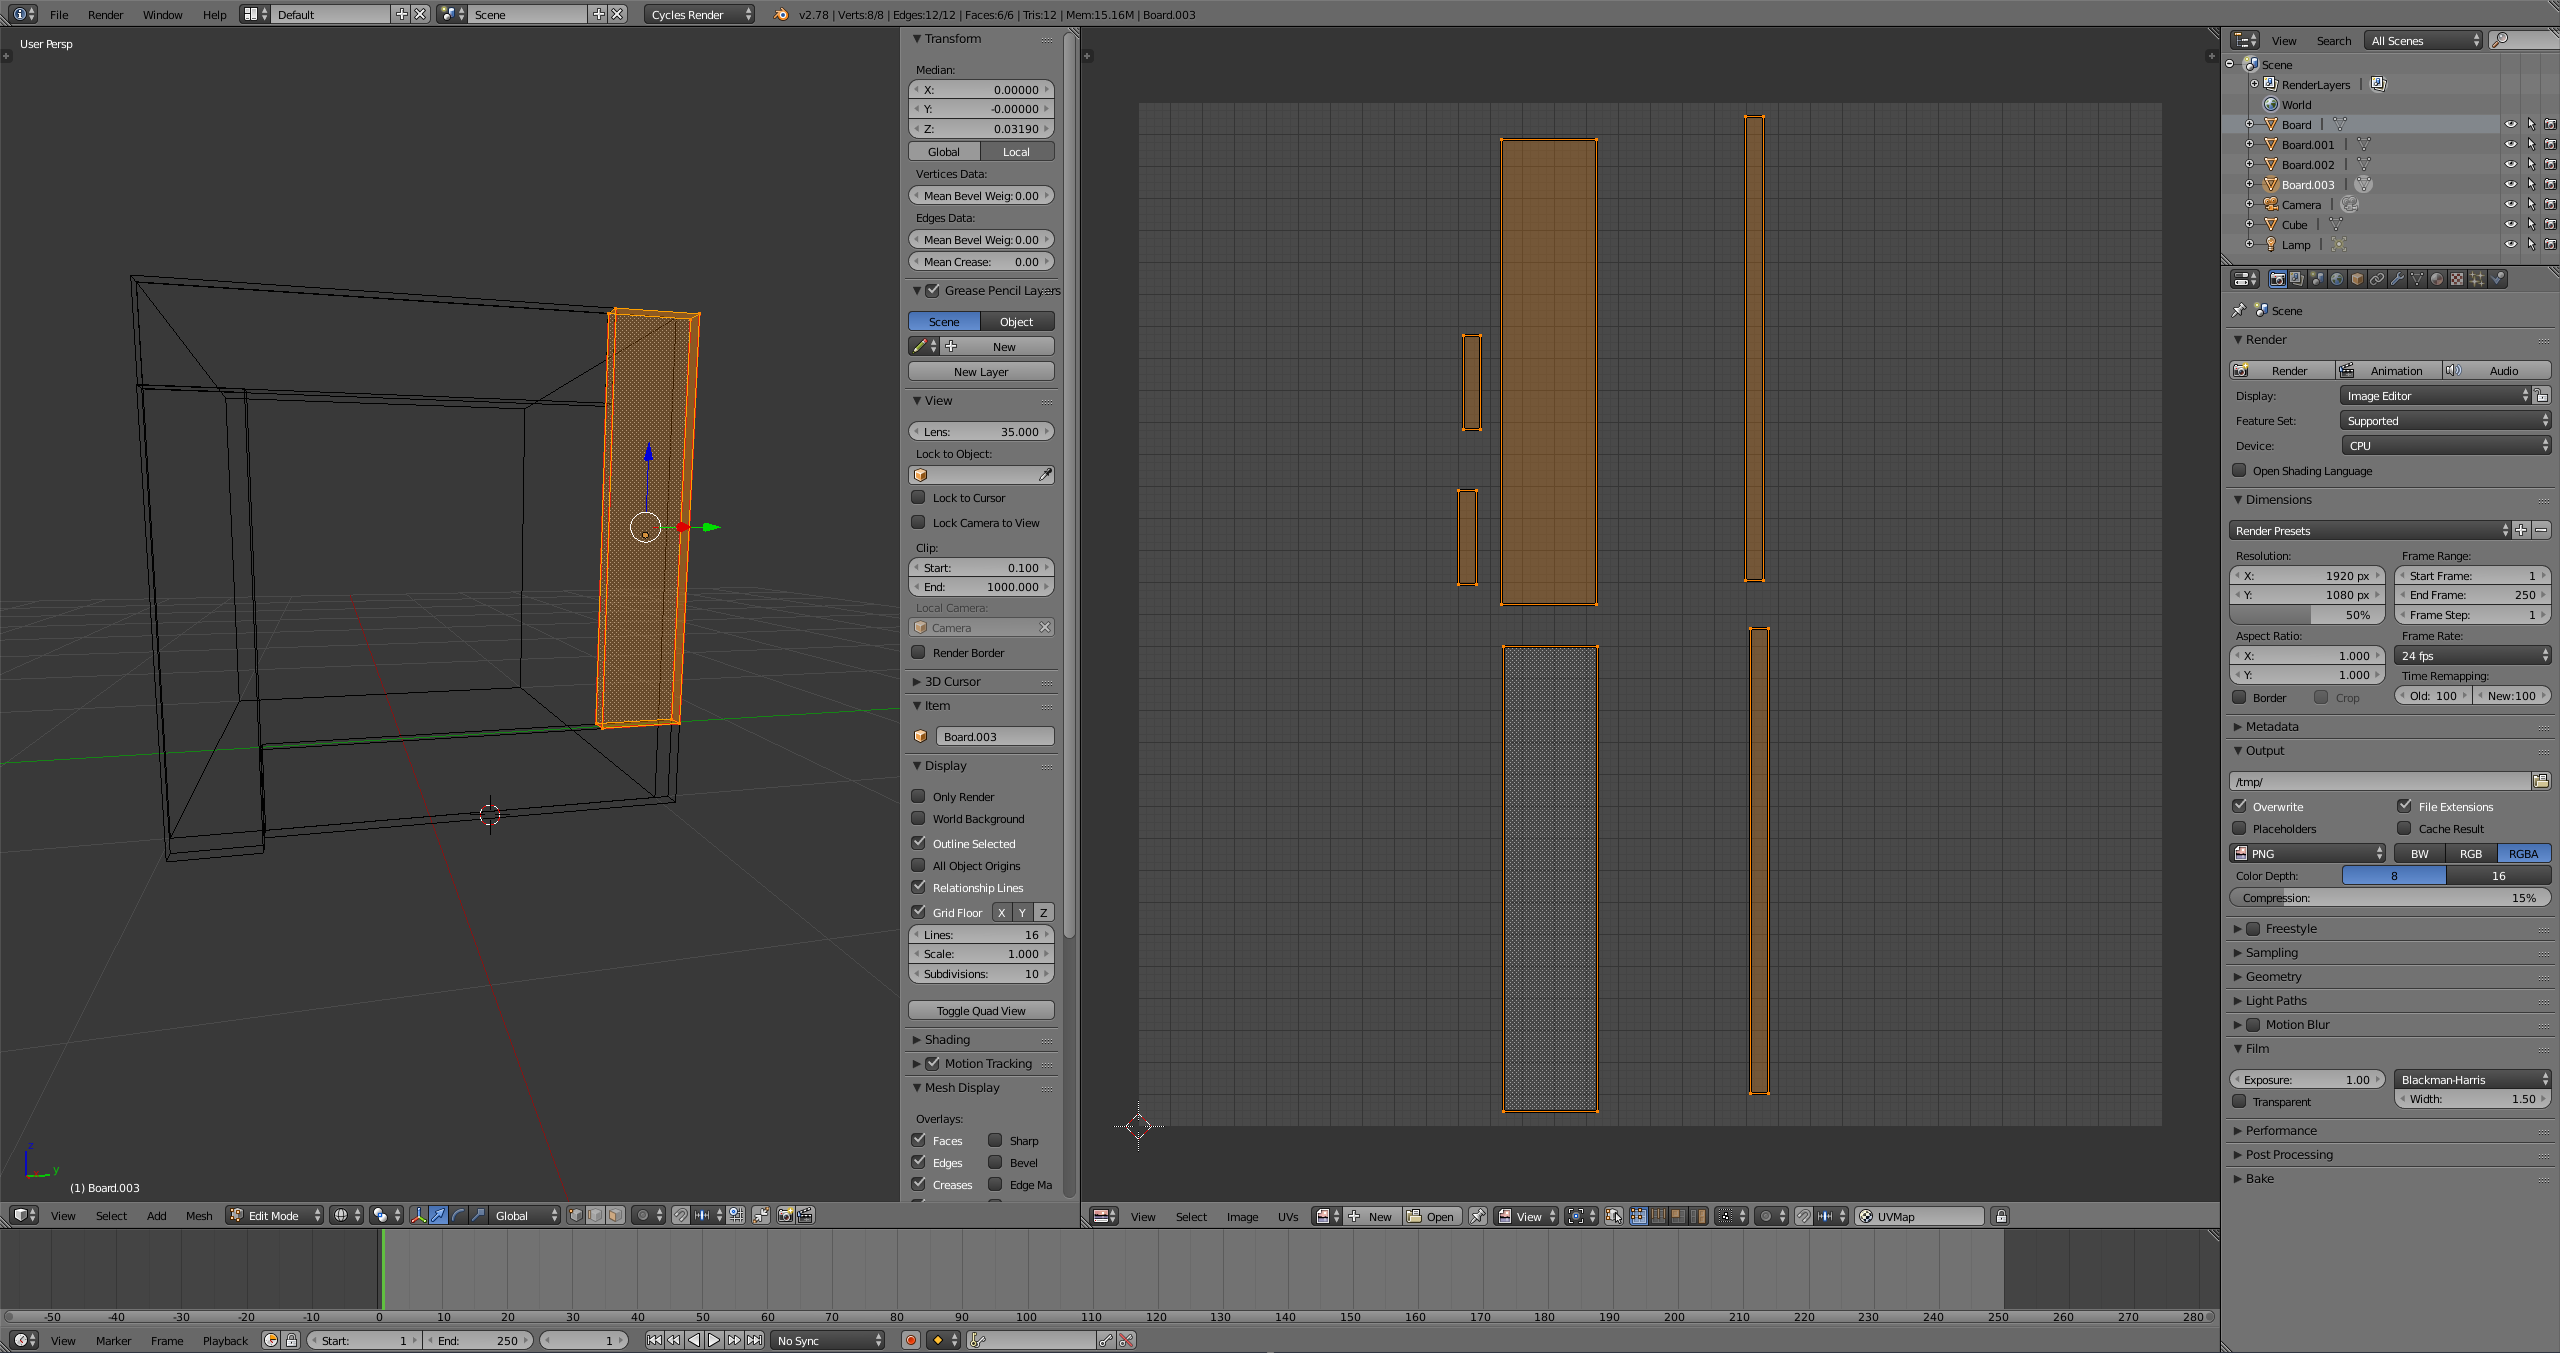 File Render Window Help Default Scene Cycles Render v2.78 | Verts:8/8 | Edges:12/12 | Faces:6/6 | Tris:12 | Mem:15.16M | Board.003
User Persp
(1) Board.003
z
y
Transform
Median:
X: 0.00000
Y: -0.00000
Z: 0.03190
Global Local
Vertices Data:
Mean Bevel Weig: 0.00
Edges Data:
Mean Bevel Weig: 0.00
Mean Crease: 0.00
Grease Pencil Layers
Scene Object
New
New Layer
View
Lens: 35.000
Lock to Object:
Lock to Cursor
Lock Camera to View
Clip:
Start: 0.100
End: 1000.000
Local Camera:
Camera
Render Border
3D Cursor
Item
Board.003
Display
Only Render
World Background
Outline Selected
All Object Origins
Relationship Lines
Grid Floor X Y Z
Lines: 16
Scale: 1.000
Subdivisions: 10
Toggle Quad View
Shading
Motion Tracking
Mesh Display
Overlays:
Faces Sharp
Edges Bevel
Creases Edge Ma
View Select Add Mesh Edit Mode Global
View Select Image UVs New Open View UVMap
-50 -40 -30 -20 -10 0 10 20 30 40 50 60 70 80 90 100 110 120 130 140 150 160 170 180 190 200 210 220 230 240 250 260 270 280
View Marker Frame Playback Start: 1 End: 250 1 No Sync
View Search All Scenes
Scene
RenderLayers |
World
Board |
Board.001 |
Board.002 |
Board.003 |
Camera |
Cube |
Lamp |
Scene
Render
Render Animation Audio
Display: Image Editor
Feature Set: Supported
Device: CPU
Open Shading Language
Dimensions
Render Presets
Resolution: Frame Range:
X: 1920 px Start Frame: 1
Y: 1080 px End Frame: 250
50% Frame Step: 1
Aspect Ratio: Frame Rate:
X: 1.000 24 fps
Y: 1.000 Time Remapping:
Border Crop Old: 100 New:100
Metadata
Output
/tmp/
Overwrite File Extensions
Placeholders Cache Result
PNG BW RGB RGBA
Color Depth: 8 16
Compression: 15%
Freestyle
Sampling
Geometry
Light Paths
Motion Blur
Film
Exposure: 1.00 Blackman-Harris
Transparent Width: 1.50
Performance
Post Processing
Bake